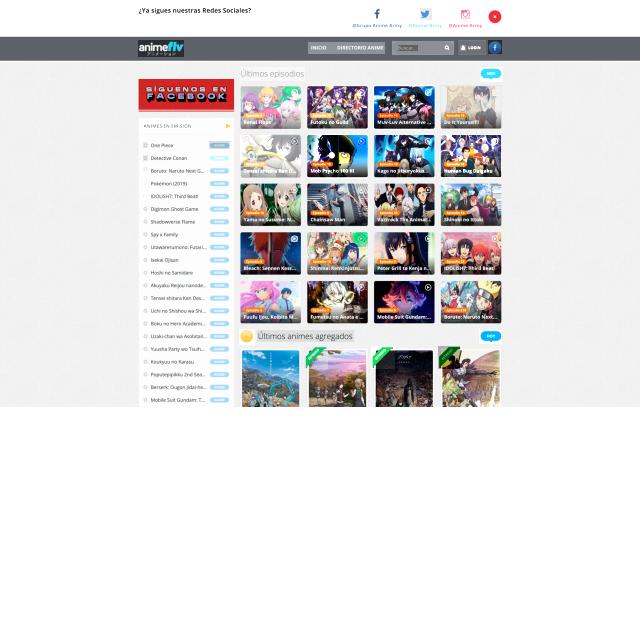 ¿Ya sigues nuestras Redes Sociales?
@Grupo Anime Army
@Anime Army
@Anime Army
animeflv
INICIO
DIRECTORIO ANIME
Buscar...
LOGIN
SÍGUENOS EN
FACEBOOK
ANIMES EN EMISION
One Piece
Detective Conan
Boruto: Naruto Next G...
Pokemon (2019)
IDOLiSH7: Third Beat!
Digimon Ghost Game
Shadowverse Flame
Spy x Family
Utawarerumono: Futari...
Isekai Ojisan
Hoshi no Samidare
Akuyaku Reijou nanode...
Tensei shitara Ken Des...
Uchi no Shishou wa Shi...
Boku no Hero Academi...
Uzaki-chan wa Asobitai!...
Yuusha Party wo Tsuih...
Koukyuu no Karasu
Poputepipikku 2nd Sea...
Berserk: Ougon Jidai-he...
Mobile Suit Gundam: T...
Últimos episodios
Renai Flops
Futoku no Guild
Muv-Luv Alternative ...
Do It Yourself!!
Tensei shitara Ken D...
Mob Psycho 100 III
Kage no Jitsuryokus...
Human Bug Daigaku
Yama no Susume: N...
Chainsaw Man
Vazzrock The Animat...
Shinobi no Ittoki
Bleach: Sennen Kess...
Shinmai Renkinjutsu...
Peter Grill to Kenja n...
IDOLiSH7: Third Beat!
Fuufu Ijou, Koibito M...
Fumetsu no Anata e ...
Mobile Suit Gundam:...
Boruto: Naruto Next...
Últimos animes agregados